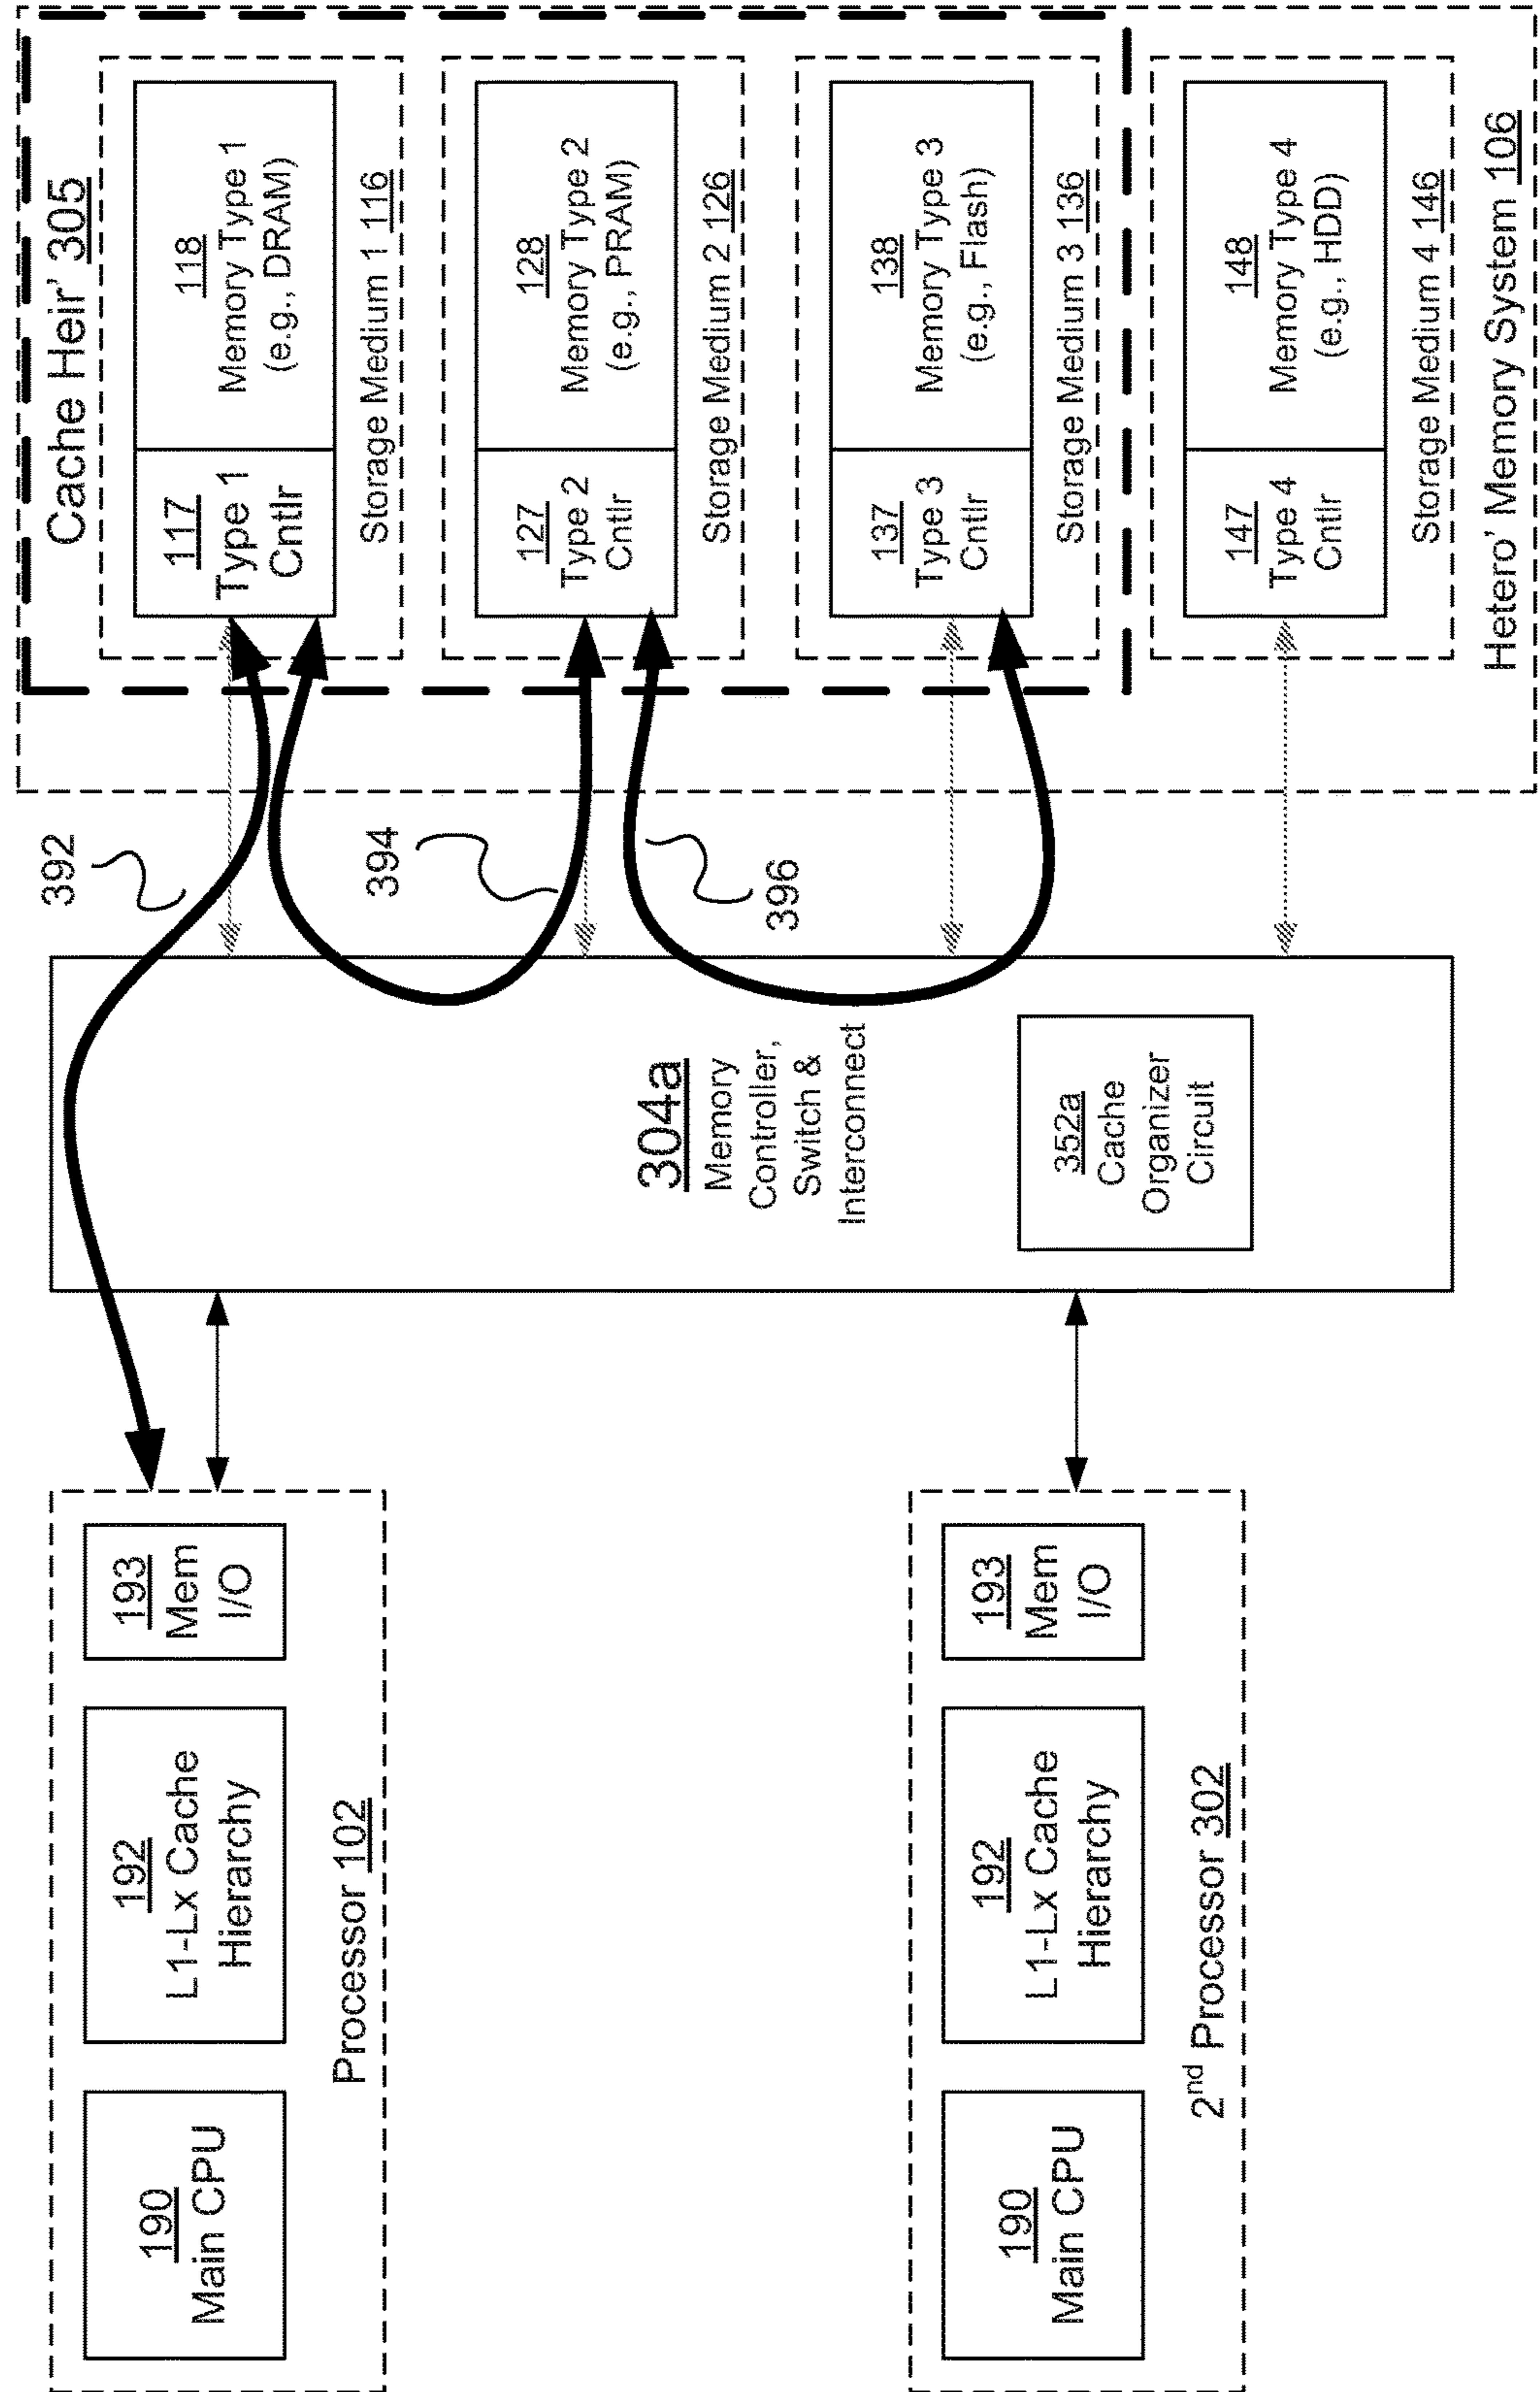 190
Main CPU
192
L1-Lx Cache
Hierarchy
193
Mem
I/O
Processor 102
190
Main CPU
192
L1-Lx Cache
Hierarchy
193
Mem
I/O
2nd Processor 302
304a
Memory
Controller,
Switch &
Interconnect
352a
Cache
Organizer
Circuit
392
394
396
Cache Heir' 305
117
Type 1
Cntlr
118
Memory Type 1
(e.g., DRAM)
Storage Medium 1 116
127
Type 2
Cntlr
128
Memory Type 2
(e.g., PRAM)
Storage Medium 2 126
137
Type 3
Cntlr
138
Memory Type 3
(e.g., Flash)
Storage Medium 3 136
147
Type 4
Cntlr
148
Memory Type 4
(e.g., HDD)
Storage Medium 4 146
Hetero' Memory System 106